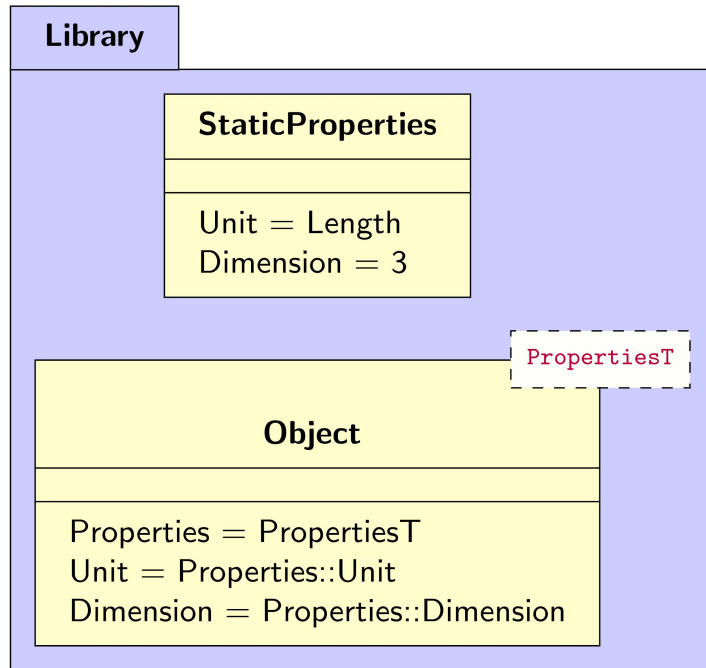 Library
StaticProperties
Unit = Length
Dimension = 3
PropertiesT
Object
Properties = PropertiesT
Unit = Properties::Unit
Dimension = Properties::Dimension